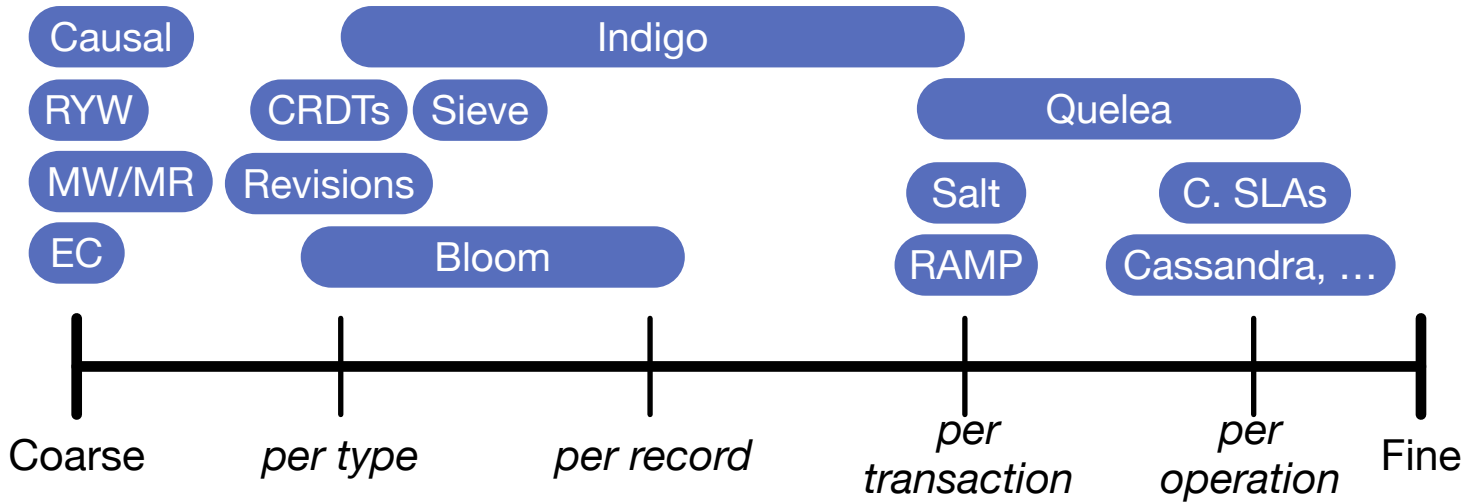 Causal
Indigo
RYW
CRDTs
Sieve
Quelea
MW/MR
Revisions
Salt
C. SLAs
EC
Bloom
RAMP
Cassandra, …
Coarse
per type
per record
per
transaction
per
operation
Fine